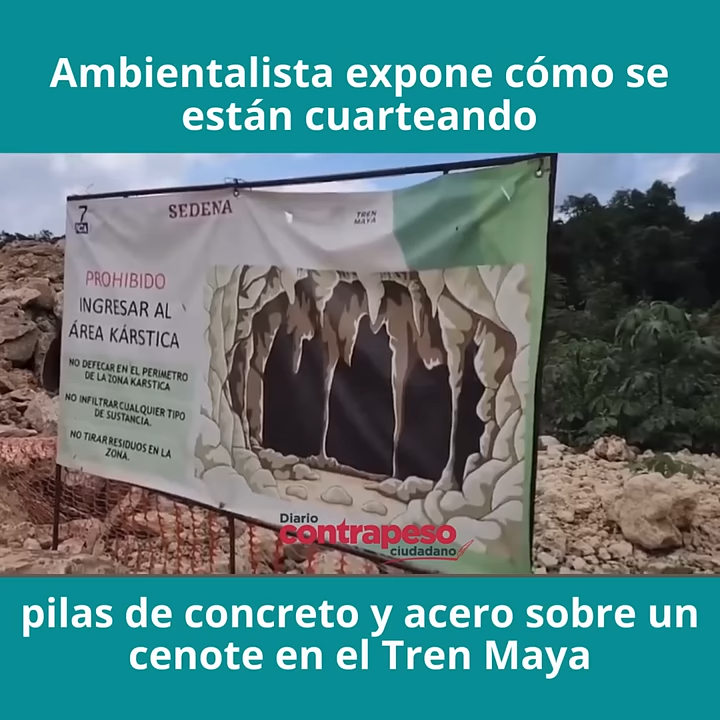 Ambientalista expone cómo se
están cuarteando
7
SEDENA
TREN
MAYA
PROHIBIDO
INGRESAR AL
ÁREA KÁRSTICA
NO DEFECAR EN EL PERIMETRO
DE LA ZONA KARSTICA
NO INFILTRAR CUALQUIER TIPO
DE SUSTANCIA.
NO TIRAR RESIDUOS EN LA
ZONA.
Diario
contrapeso
ciudadano
pilas de concreto y acero sobre un
cenote en el Tren Maya